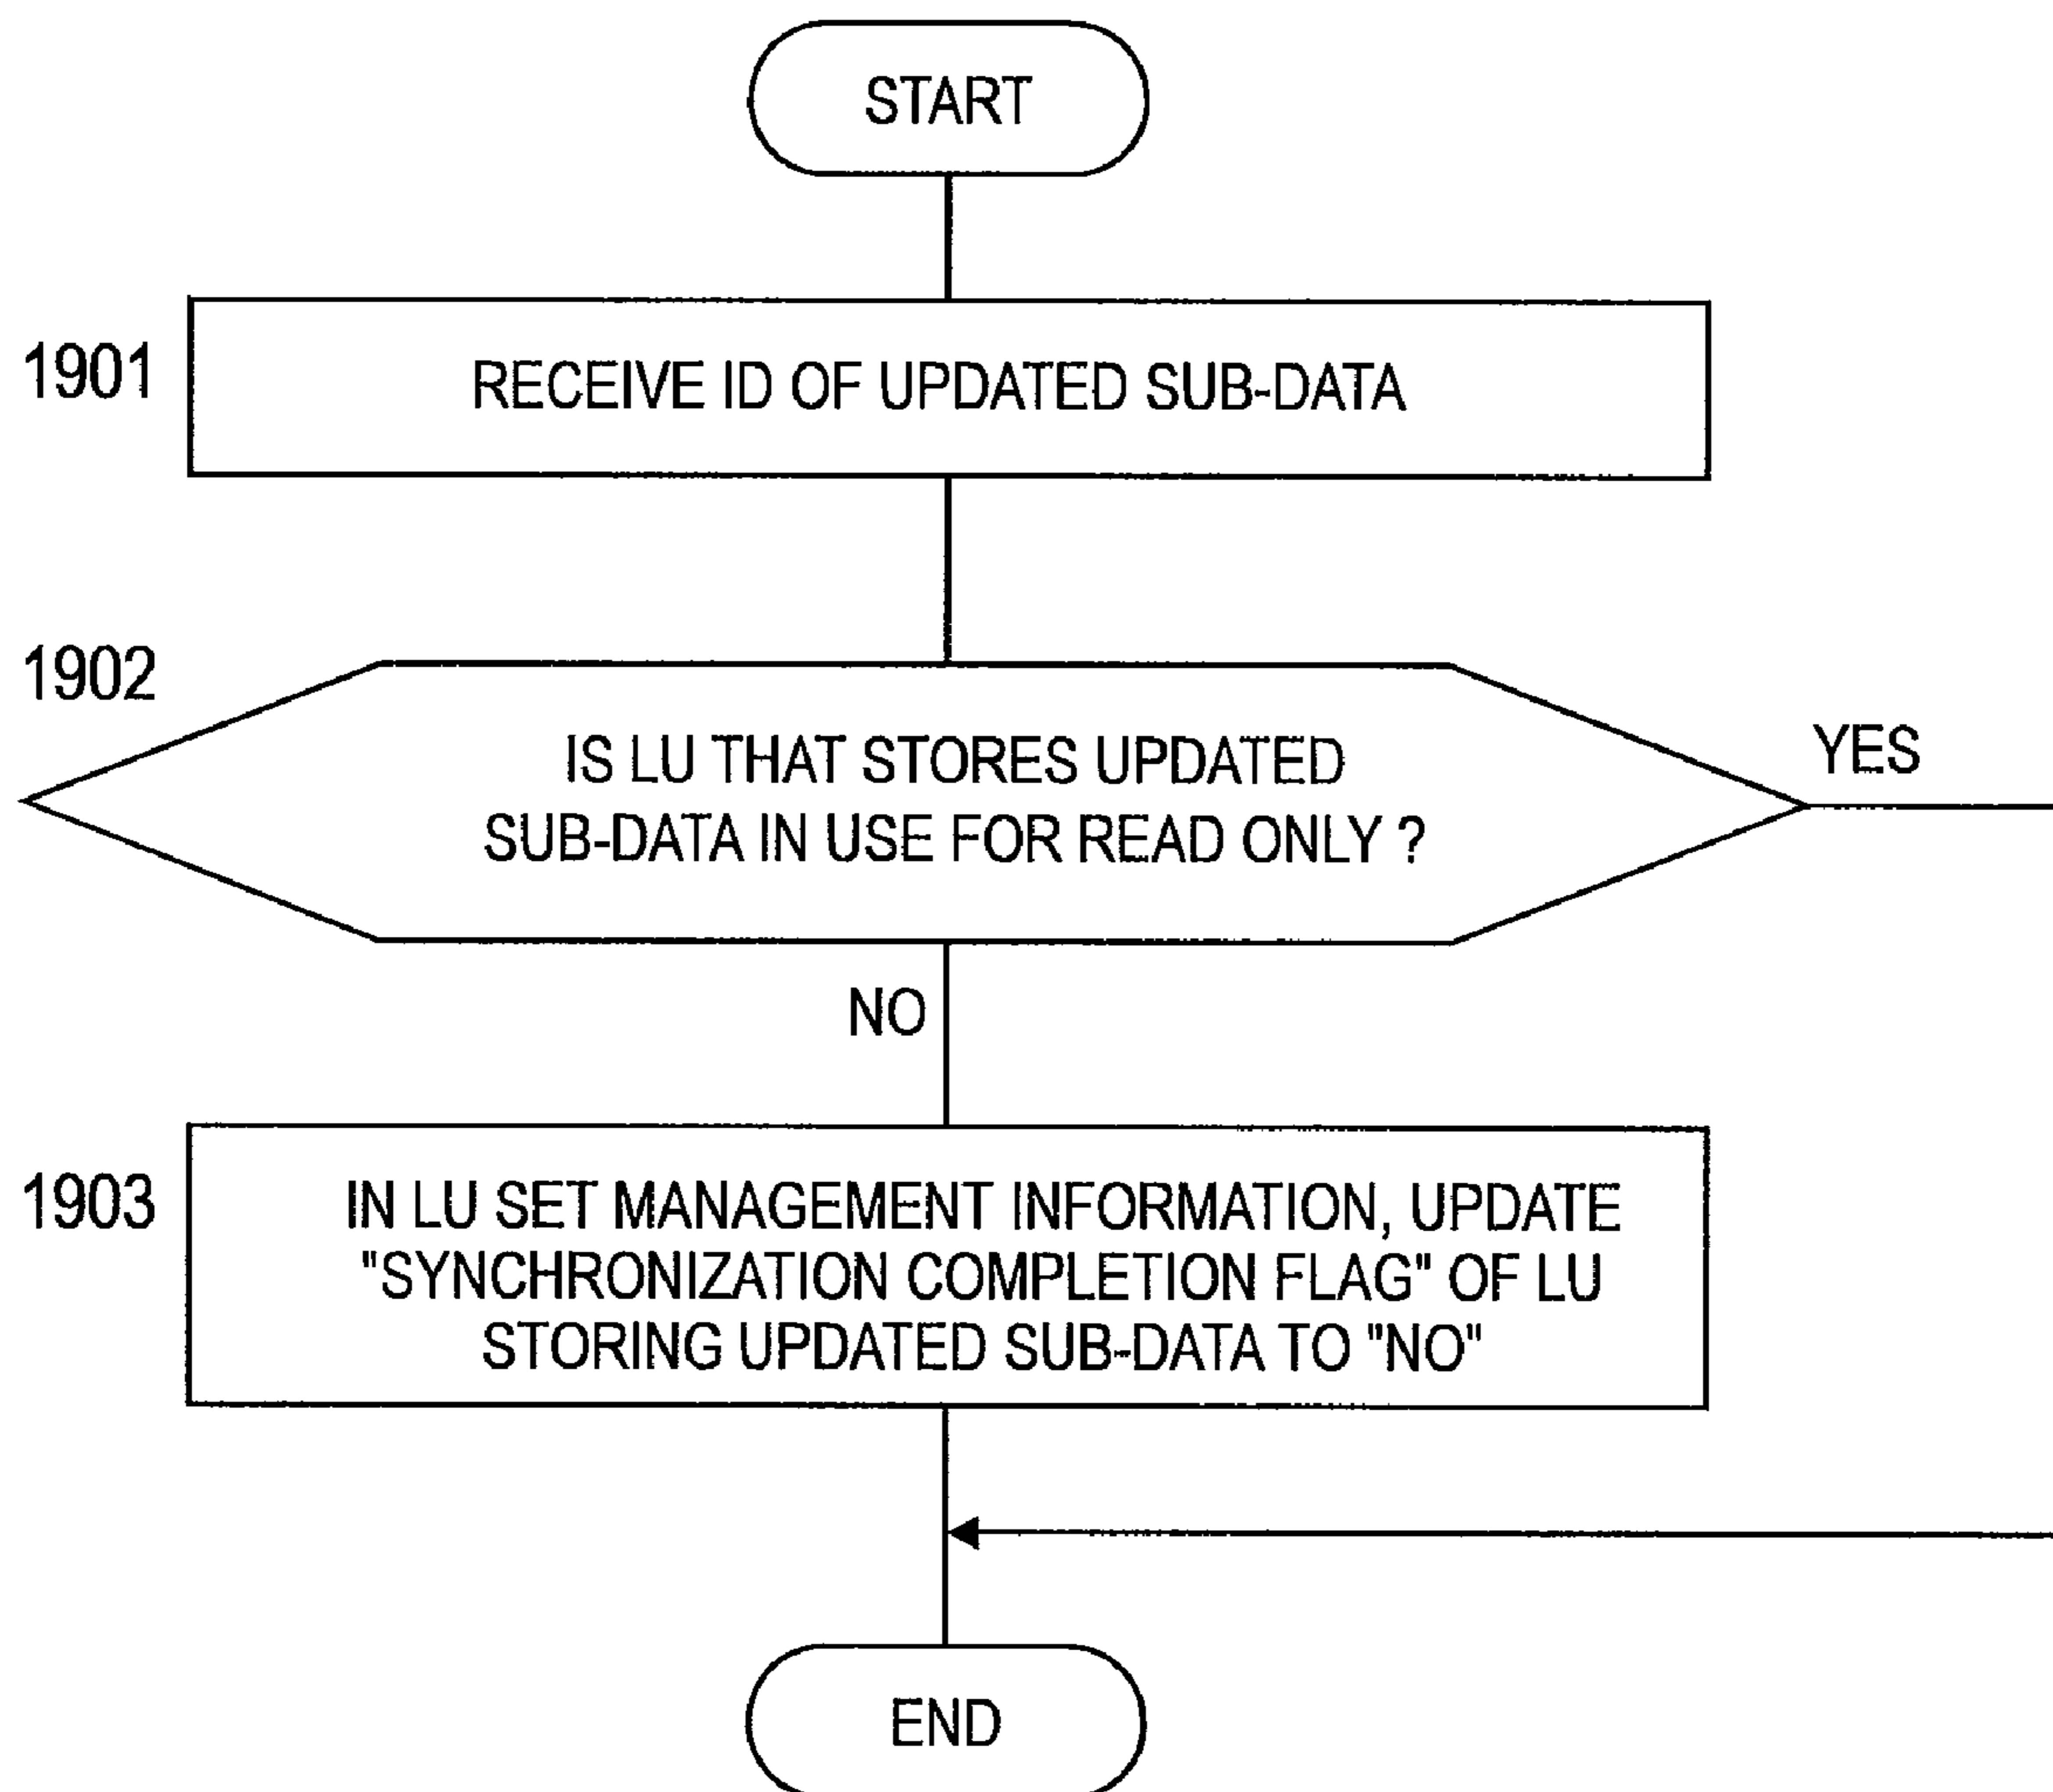 START
1901
RECEIVE ID OF UPDATED SUB-DATA
1902
IS LU THAT STORES UPDATED
SUB-DATA IN USE FOR READ ONLY ?
YES
NO
1903
IN LU SET MANAGEMENT INFORMATION, UPDATE
"SYNCHRONIZATION COMPLETION FLAG" OF LU
STORING UPDATED SUB-DATA TO "NO"
END